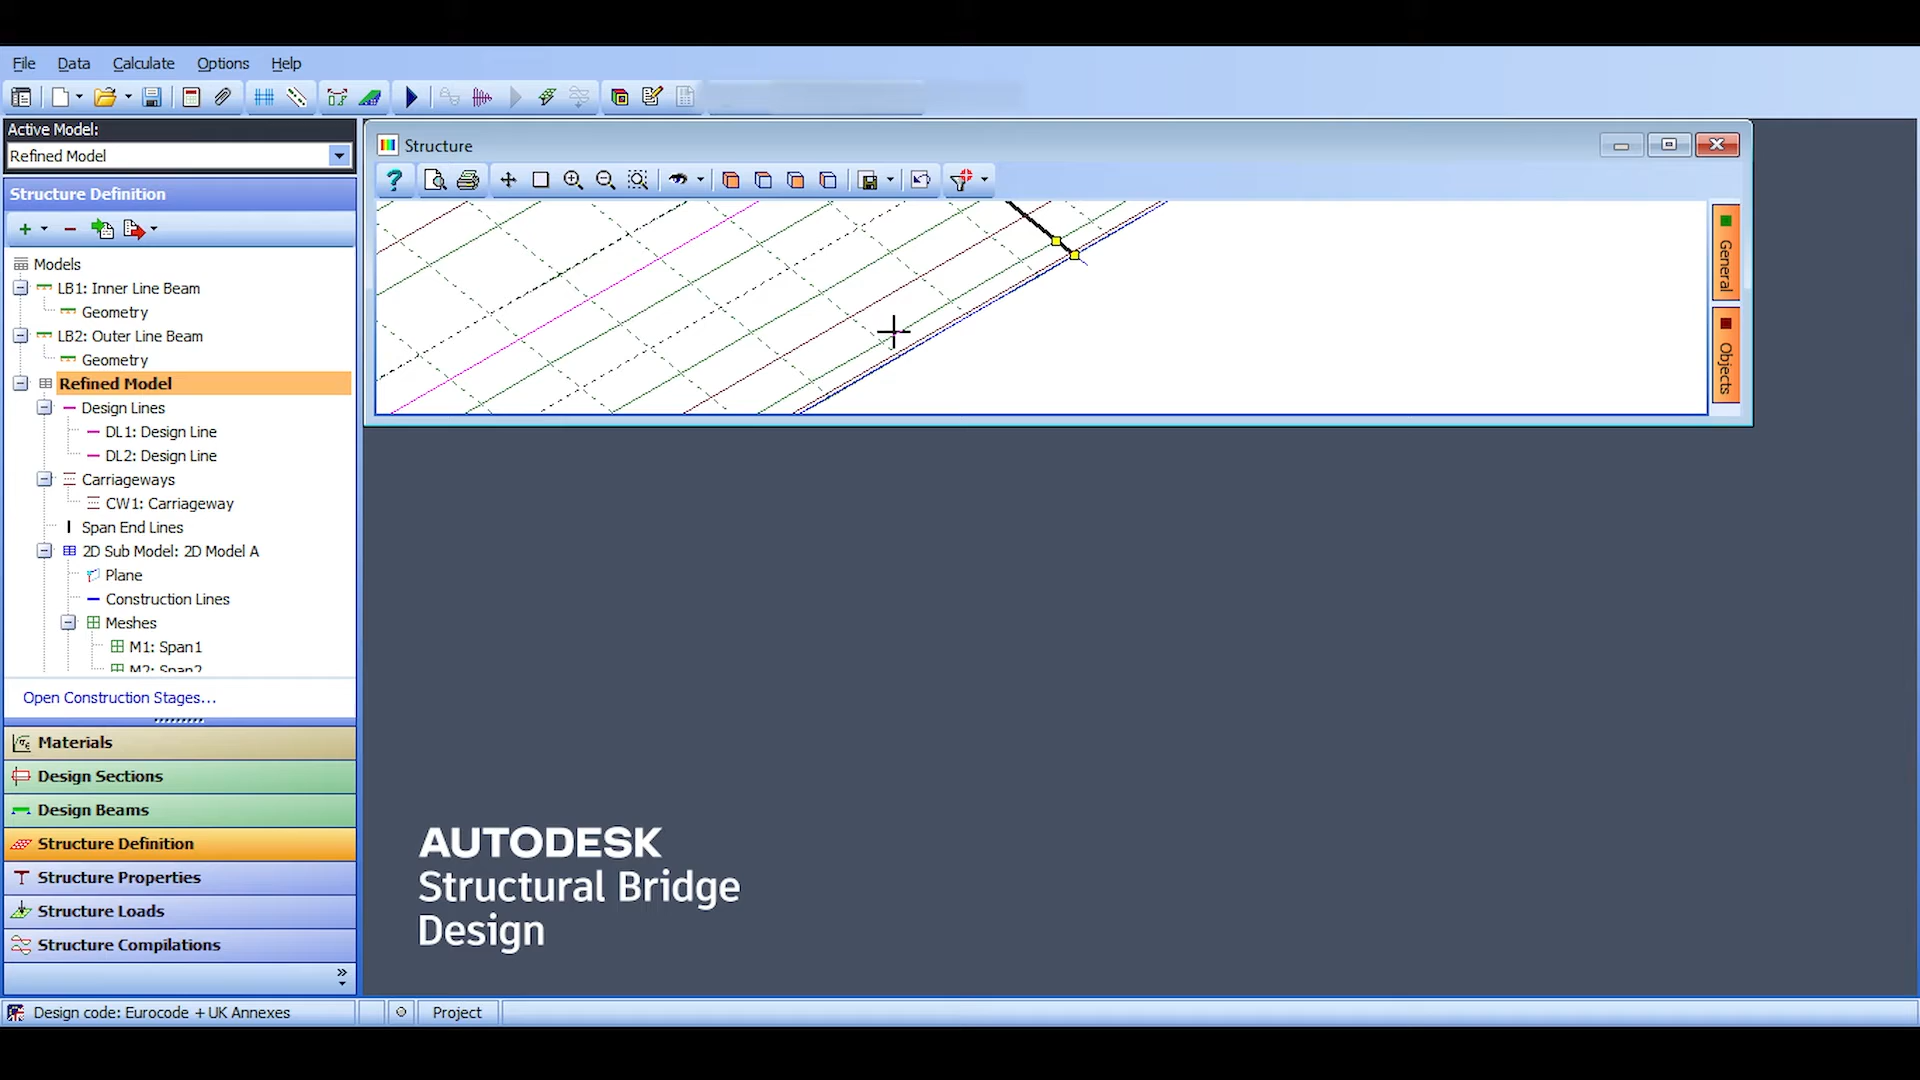 File Data Calculate Options Help
Active Model:
Refined Model
Structure Definition
Models
LB1: Inner Line Beam
Geometry
LB2: Outer Line Beam
Geometry
Refined Model
Design Lines
DL1: Design Line
DL2: Design Line
Carriageways
CW1: Carriageway
Span End Lines
2D Sub Model: 2D Model A
Plane
Construction Lines
Meshes
M1: Span1
M2: Span2
Open Construction Stages...
Materials
Design Sections
Design Beams
Structure Definition
Structure Properties
Structure Loads
Structure Compilations
Structure
General
Objects
AUTODESK
Structural Bridge
Design
Design code: Eurocode + UK Annexes
Project